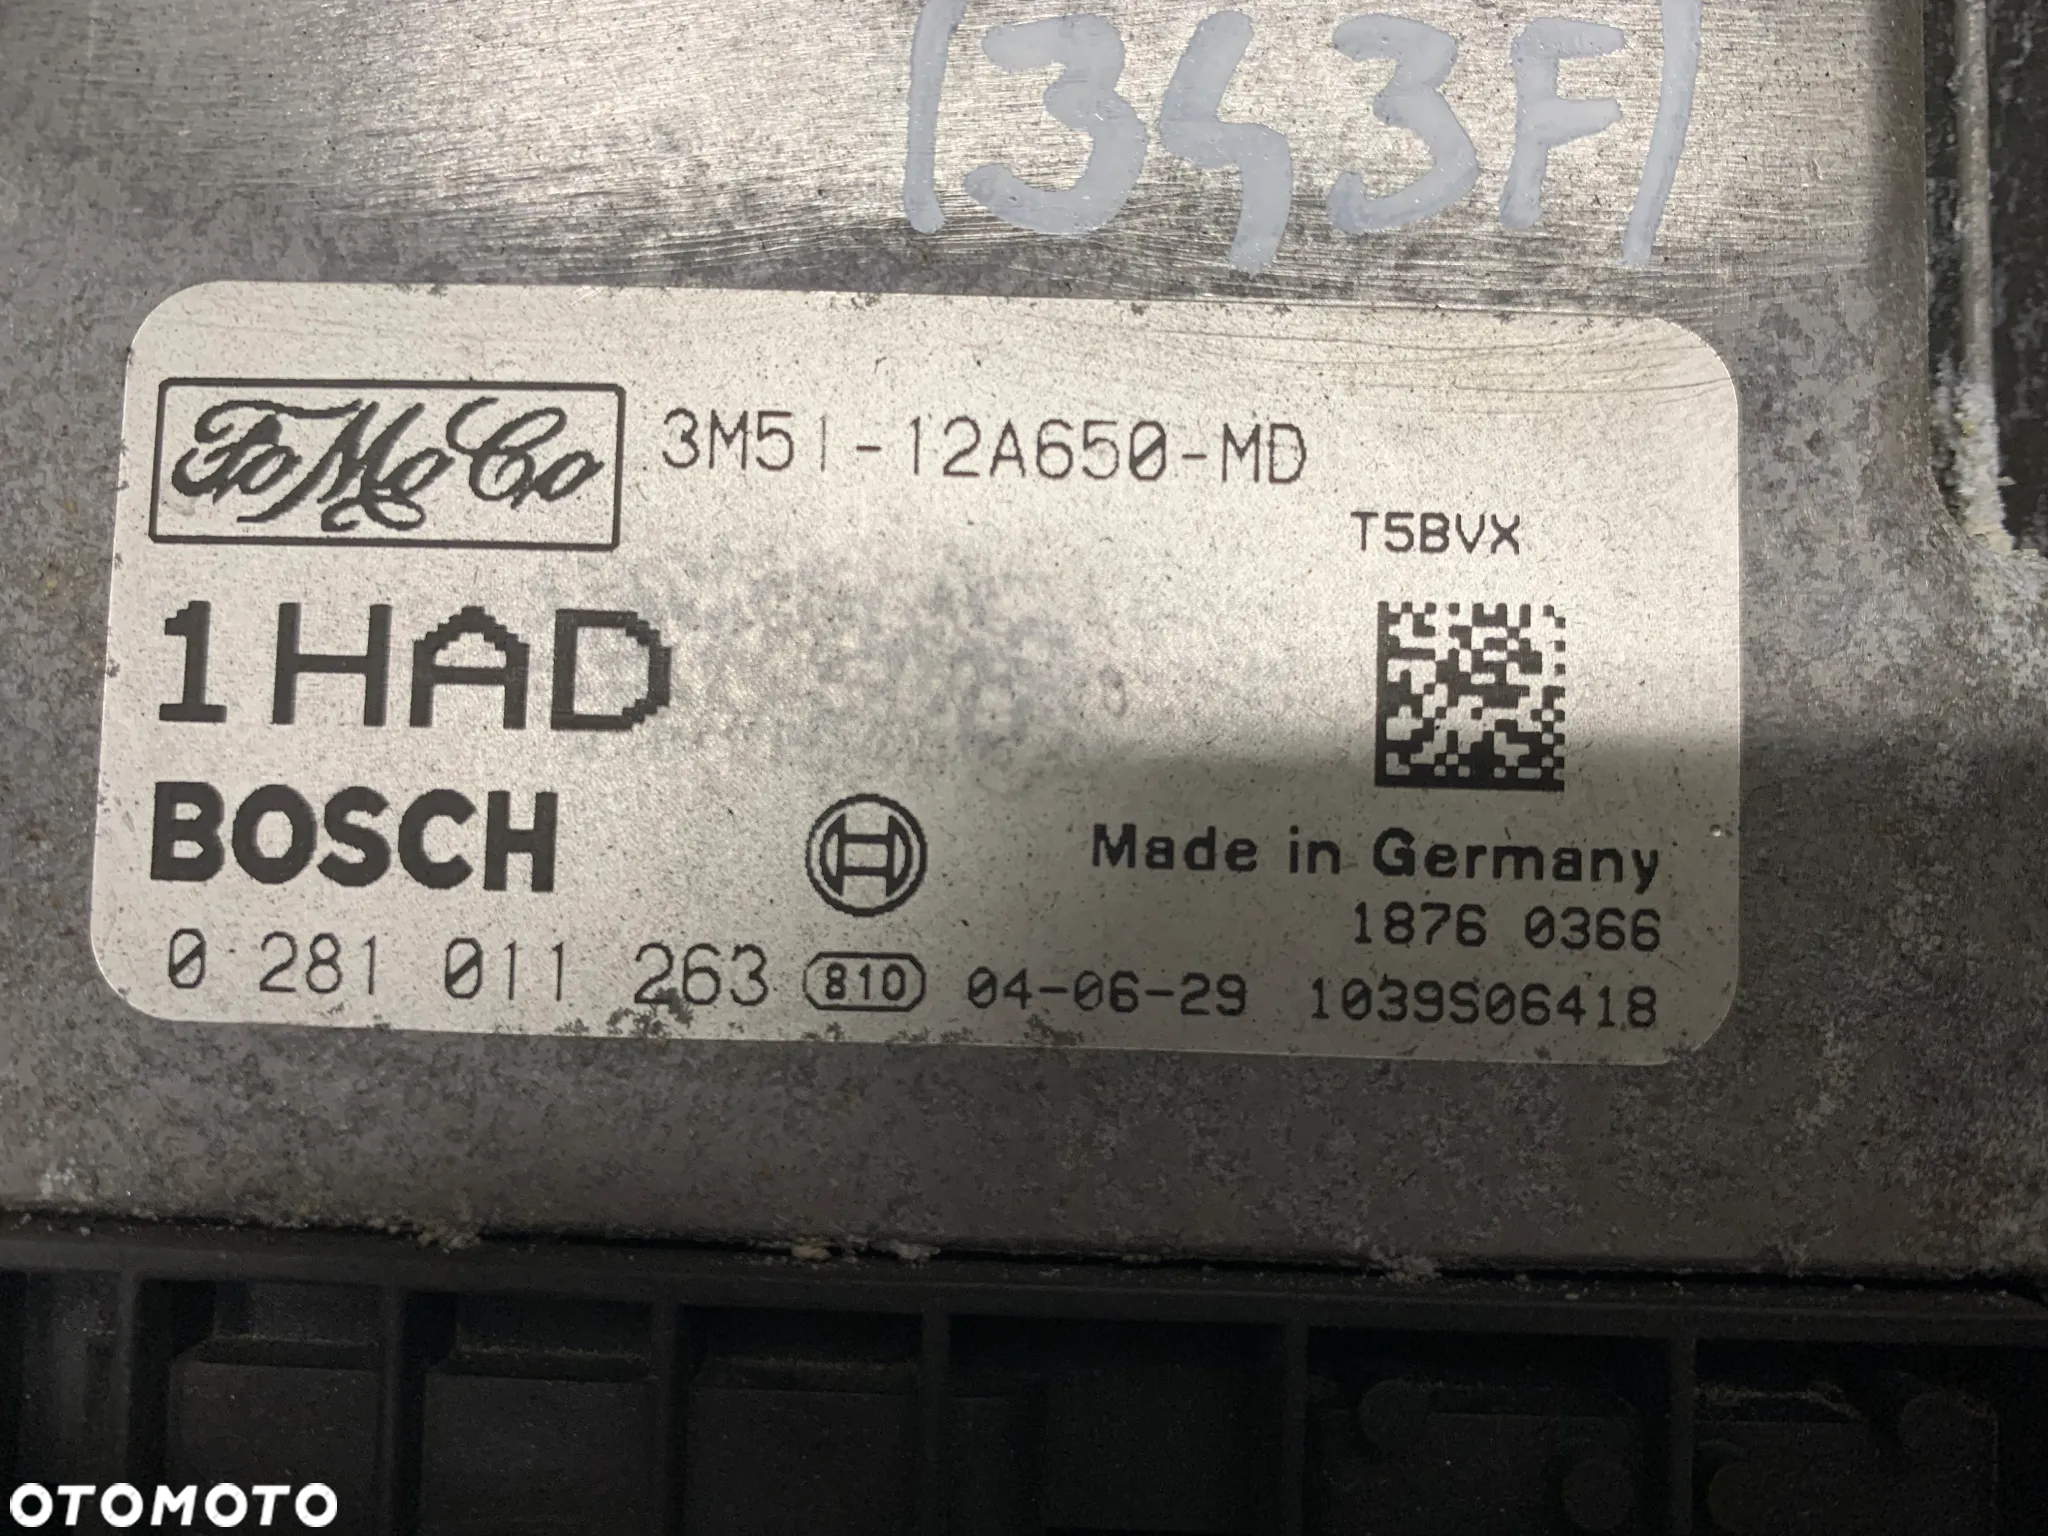 (343F)
FoMoCo 3M51-12A650-MD
T5BVX
1HAD
BOSCH
Made in Germany
1876 0366
0 281 011 263 810 04-06-29 1039S06418
OTOMOTO